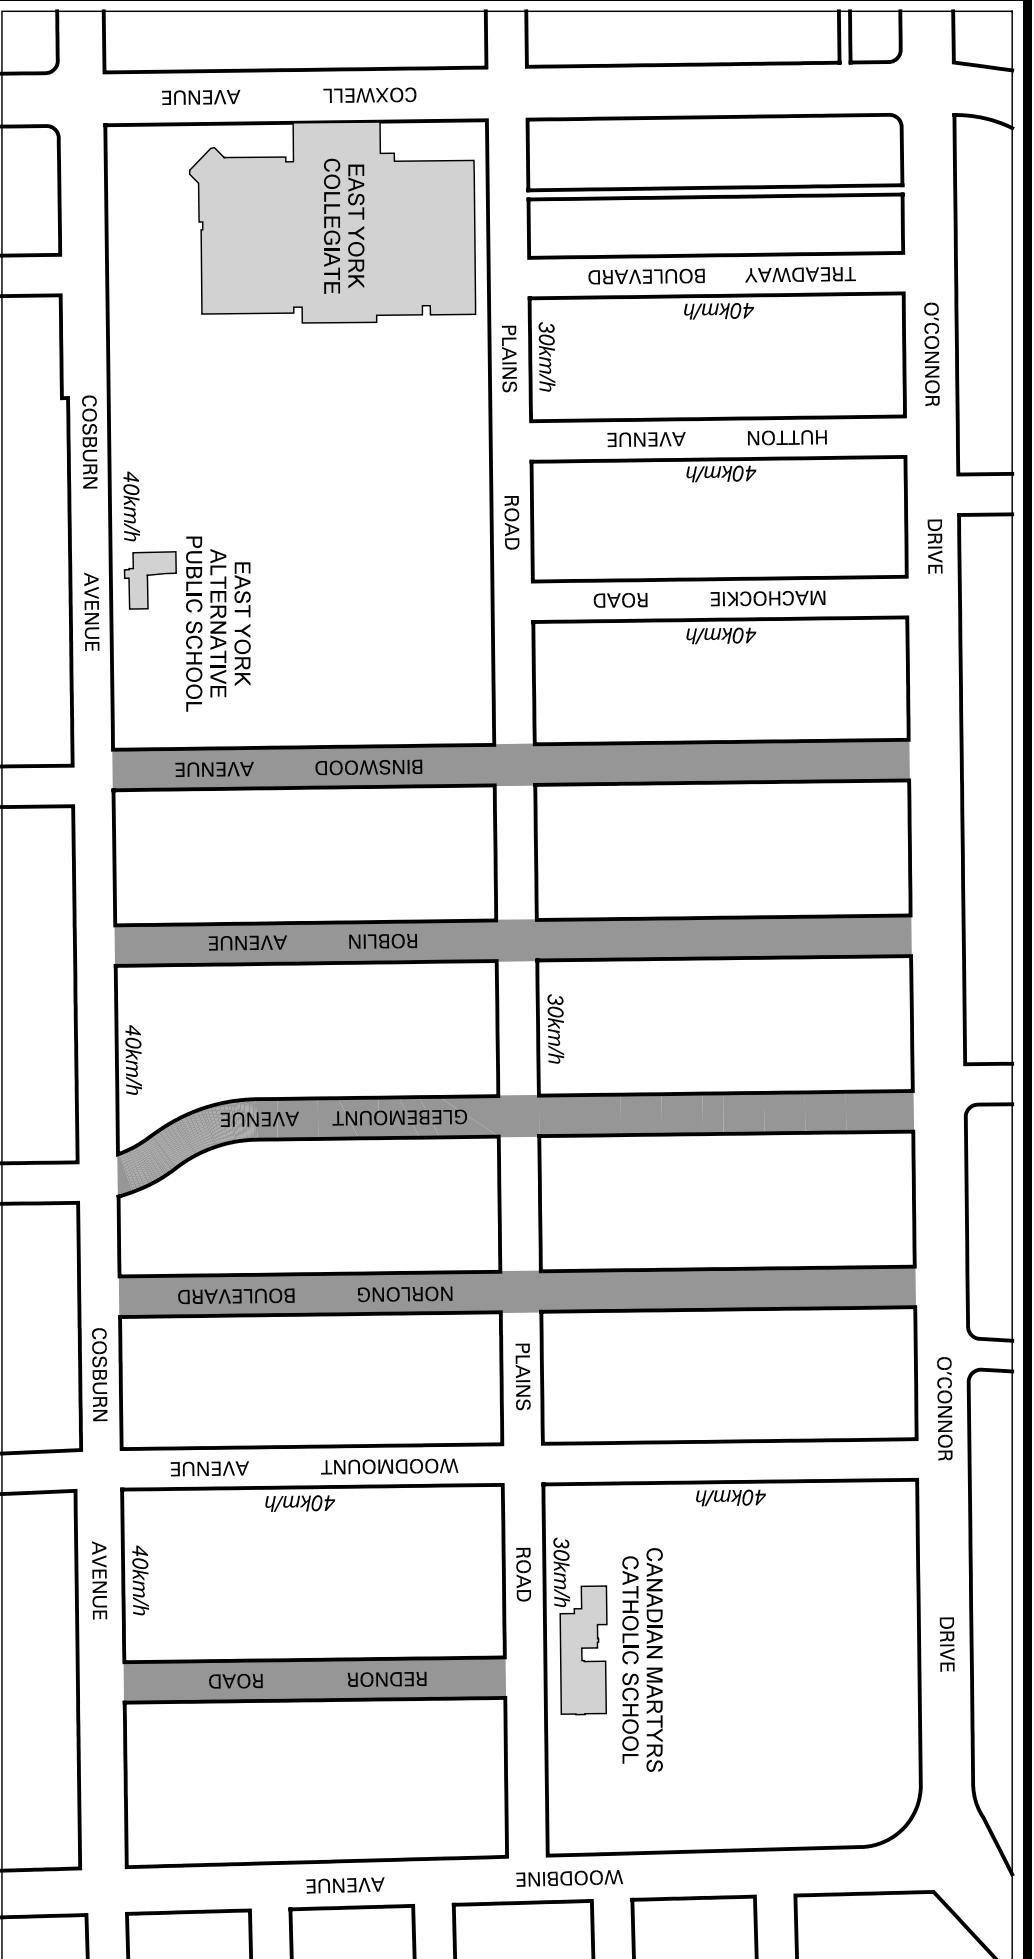 COXWELL AVENUE
EAST YORK
COLLEGIATE
TREADWAY BOULEVARD
40km/h
PLAINS
30km/h
O'CONNOR
HUTTON AVENUE
40km/h
COSBURN
40km/h
ROAD
DRIVE
EAST YORK
ALTERNATIVE
PUBLIC SCHOOL
AVENUE
MACHOCKIE ROAD
40km/h
BINSWOOD AVENUE
ROBLIN AVENUE
40km/h
30km/h
GLEBEMOUNT AVENUE
NORLONG BOULEVARD
COSBURN
PLAINS
O'CONNOR
WOODMOUNT AVENUE
40km/h
40km/h
AVENUE
40km/h
ROAD
30km/h
CANADIAN MARTYRS
CATHOLIC SCHOOL
DRIVE
REDNOR ROAD
WOODBINE AVENUE